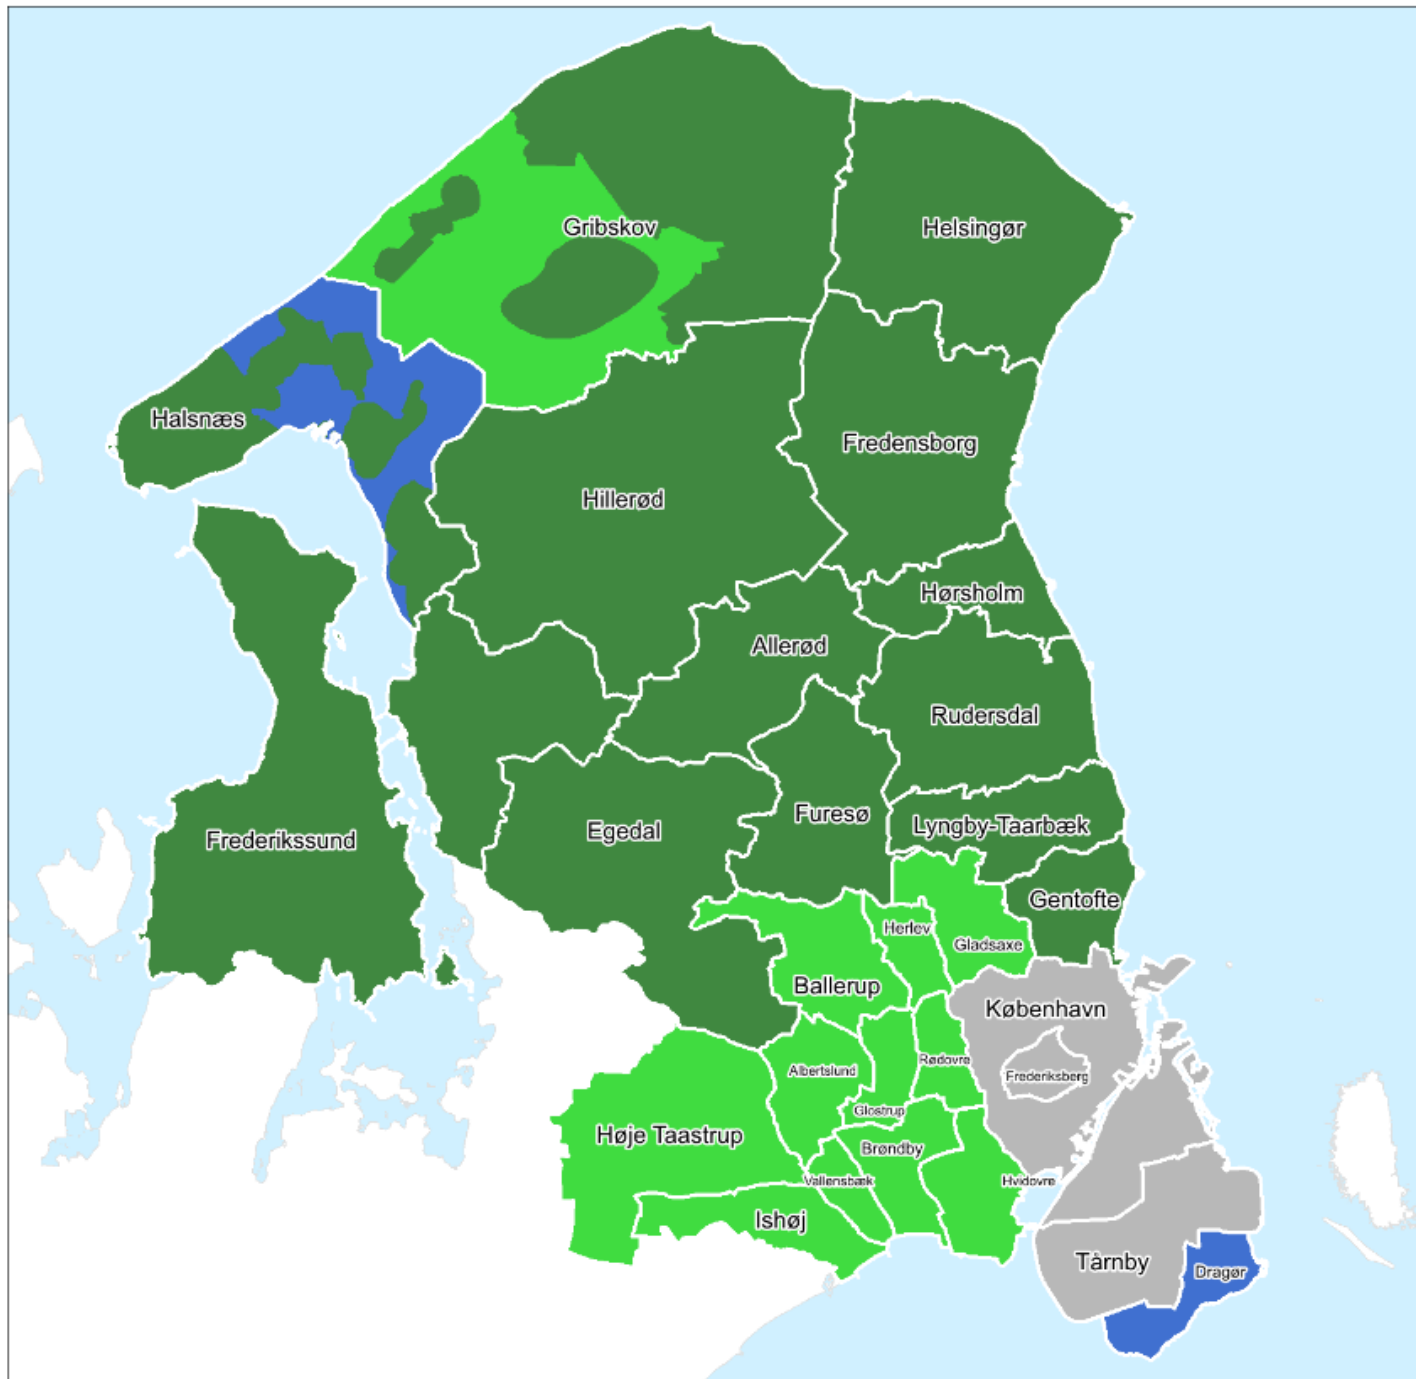 Gribskov
Helsingør
Halsnæs
Fredensborg
Hillerød
Hørsholm
Allerød
Rudersdal
Furesø
Lyngby-Taarbæk
Egedal
Frederikssund
Gentofte
Herlev
Gladsaxe
Ballerup
København
Rødovre
Albertslund
Frederiksberg
Glostrup
Høje Taastrup
Brøndby
Vallensbæk
Hvidovre
Ishøj
Tårnby
Dragør